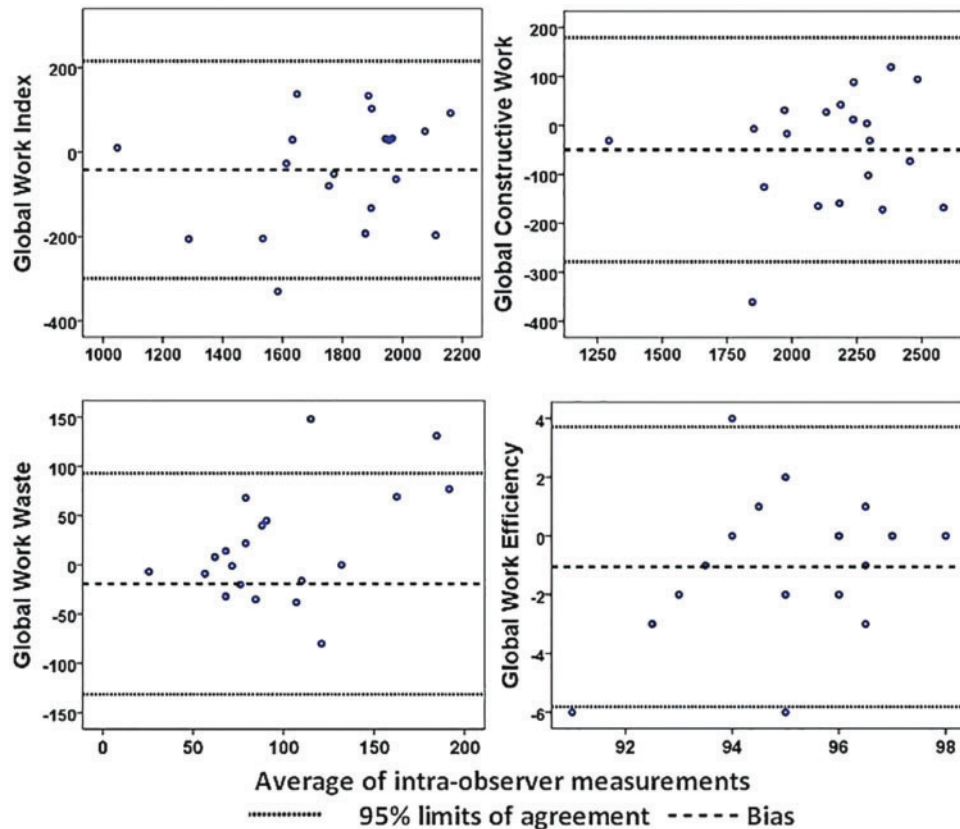 Global Work Index
200
0
-200
-400
1000 1200 1400 1600 1800 2000 2200
Global Constructive Work
200
100
0
-100
-200
-300
-400
1250 1500 1750 2000 2250 2500
Global Work Waste
150
100
50
0
-50
-100
-150
0 50 100 150 200
Global Work Efficiency
4
2
0
-2
-4
-6
92 94 96 98
Average of intra-observer measurements
95% limits of agreement Bias